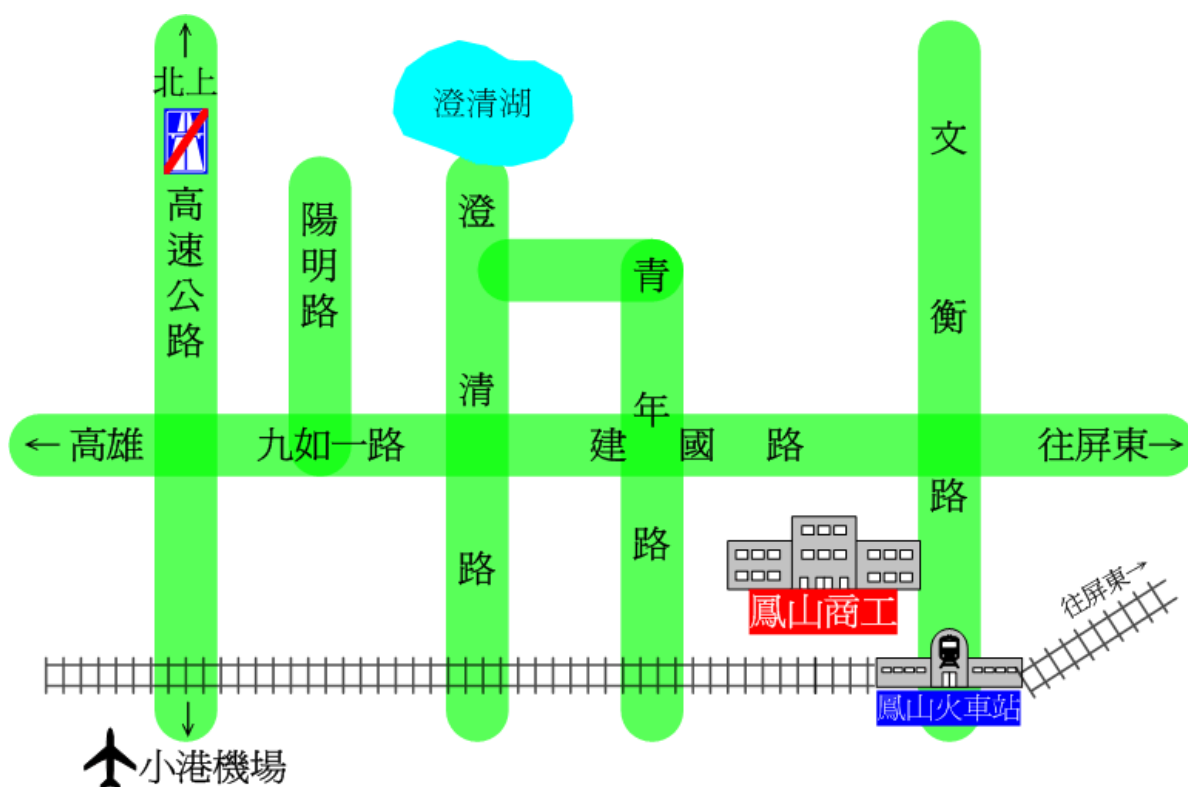 北上
高速公路
陽明路
澄清湖
澄清路
青年路
文衡路
← 高雄
九如一路
建國路
往屏東→
鳳山商工
往屏東→
鳳山火車站
小港機場